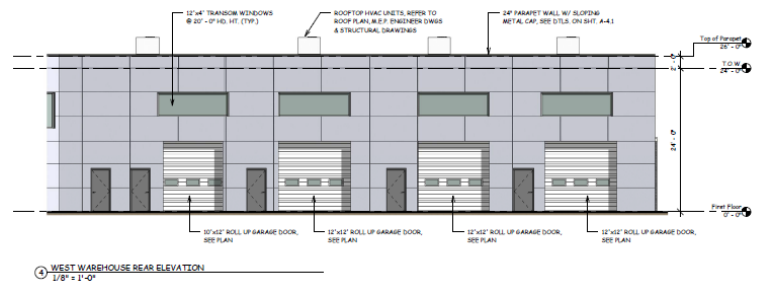 12'x4' TRANSOM WINDOWS
@ 20' - 0" HD. HT. (TYP.)
ROOFTOP HVAC UNITS, REFER TO
ROOF PLAN, M.E.P. ENGINEER DWGS
& STRUCTURAL DRAWINGS
24" PARAPET WALL W/ SLOPING
METAL CAP, SEE DTLS. ON SHT. A-4.1
Top of Parapet
26' - 0"
2' - 0"
T.O.W.
24' - 0"
24' - 0"
First Floor
0' - 0"
10'x12' ROLL UP GARAGE DOOR,
SEE PLAN
12'x12' ROLL UP GARAGE DOOR,
SEE PLAN
12'x12' ROLL UP GARAGE DOOR,
SEE PLAN
12'x12' ROLL UP GARAGE DOOR,
SEE PLAN
4 WEST WAREHOUSE REAR ELEVATION
1/8" = 1'-0"